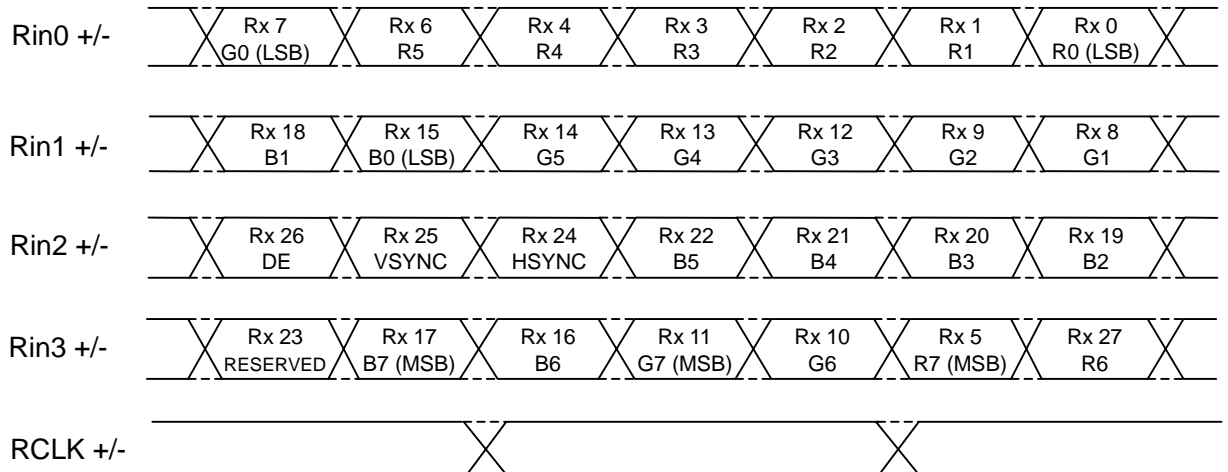 Rin0 +/-
Rx 7 Rx 6 Rx 4 Rx 3 Rx 2 Rx 1 Rx 0
G0 (LSB) R5 R4 R3 R2 R1 R0 (LSB)
Rin1 +/-
Rx 18 Rx 15 Rx 14 Rx 13 Rx 12 Rx 9 Rx 8
B1 B0 (LSB) G5 G4 G3 G2 G1
Rin2 +/-
Rx 26 Rx 25 Rx 24 Rx 22 Rx 21 Rx 20 Rx 19
DE VSYNC HSYNC B5 B4 B3 B2
Rin3 +/-
Rx 23 Rx 17 Rx 16 Rx 11 Rx 10 Rx 5 Rx 27
RESERVED B7 (MSB) B6 G7 (MSB) G6 R7 (MSB) R6
RCLK +/-